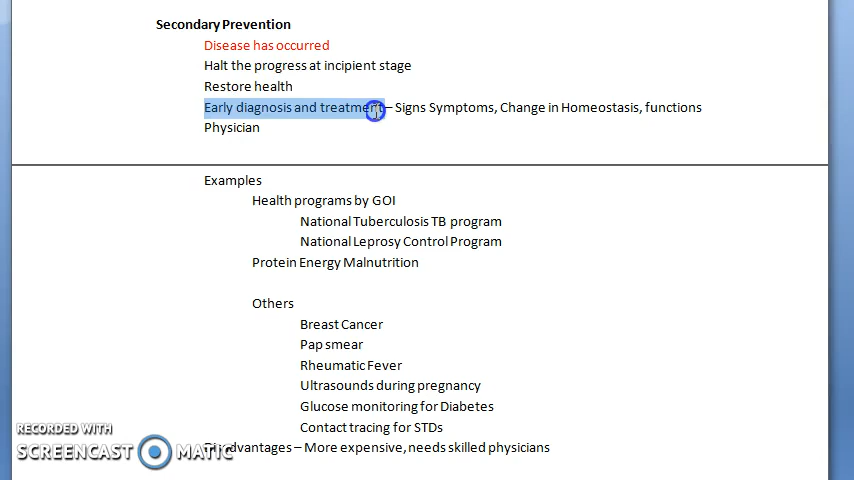 Secondary Prevention
Disease has occurred
Halt the progress at incipient stage
Restore health
Early diagnosis and treatment – Signs Symptoms, Change in Homeostasis, functions
Physician
Examples
Health programs by GOI
National Tuberculosis TB program
National Leprosy Control Program
Protein Energy Malnutrition
Others
Breast Cancer
Pap smear
Rheumatic Fever
Ultrasounds during pregnancy
Glucose monitoring for Diabetes
Contact tracing for STDs
RECORDED WITH
SCREENCAST MATIC
Disadvantages – More expensive, needs skilled physicians